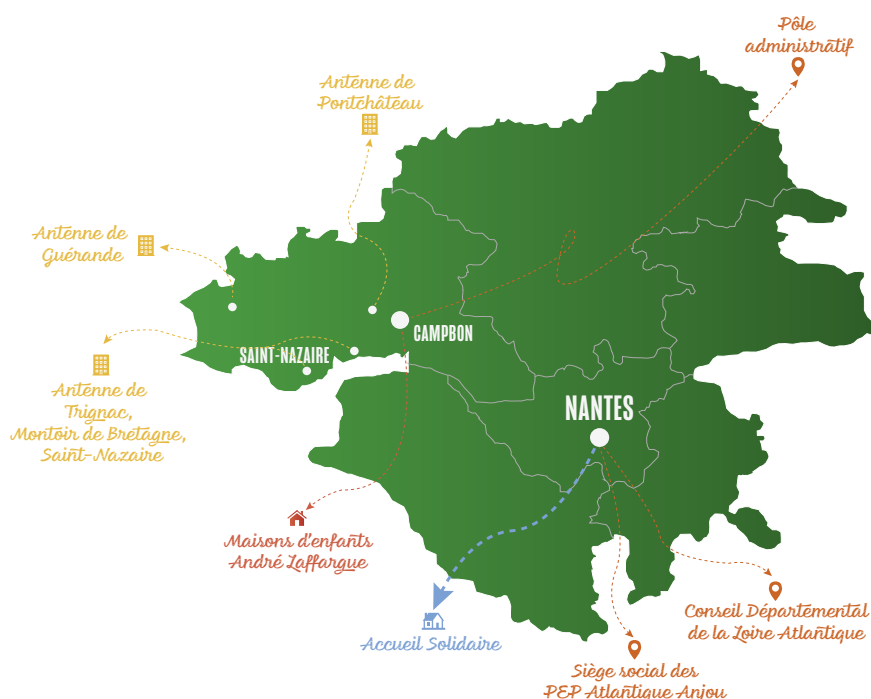 Pôle
administratif
Antenne de
Pontchâteau
Antenne de
Guérande
CAMPBON
SAINT-NAZAIRE
Antenne de
Trignac,
Montoir de Bretagne,
Saint-Nazaire
NANTES
Maisons d'enfants
André Laffargue
Accueil Solidaire
Conseil Départemental
de la Loire Atlantique
Siège social des
PEP Atlantique Anjou